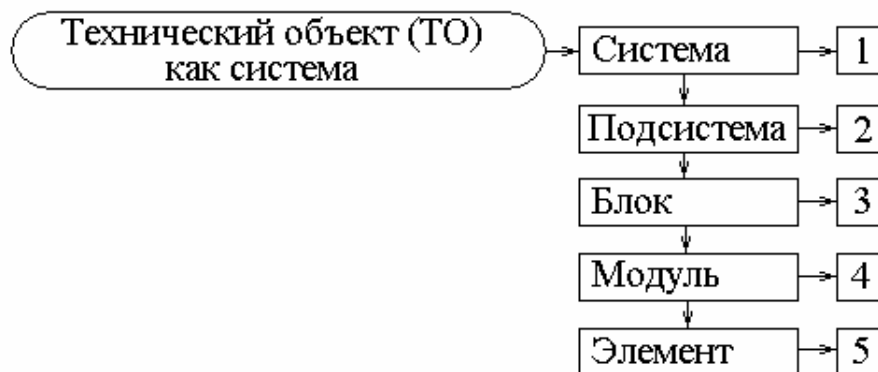 Технический объект (ТО)
как система
Система
1
Подсистема
2
Блок
3
Модуль
4
Элемент
5